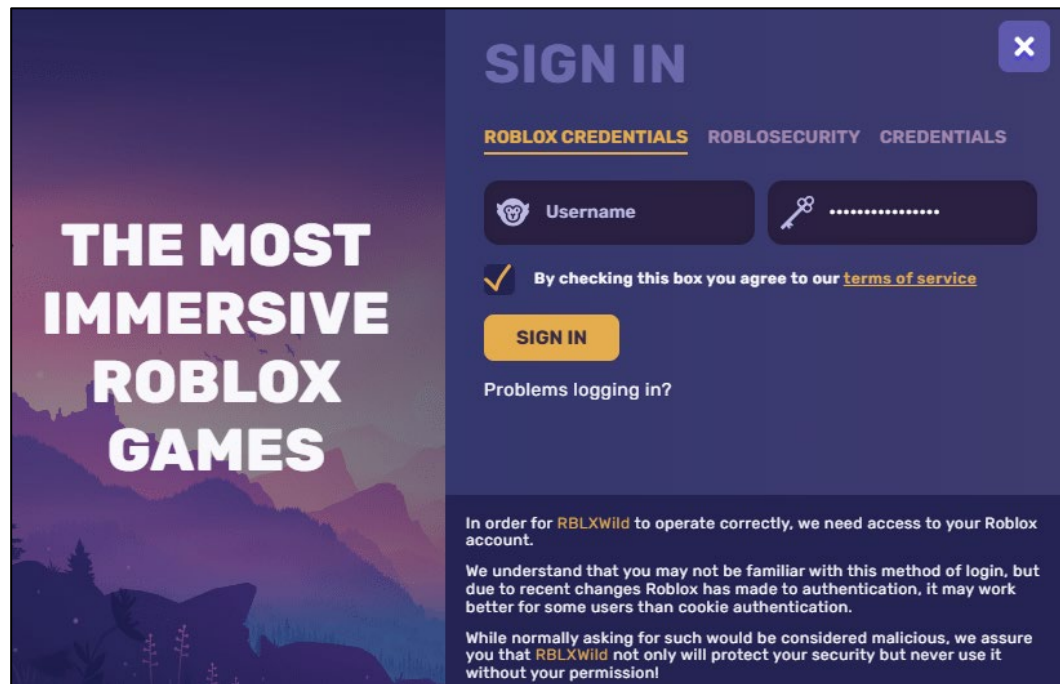 THE MOST
IMMERSIVE
ROBLOX
GAMES
SIGN IN
ROBLOX CREDENTIALS ROBLOSECURITY CREDENTIALS
Username ••••••••••••••••
By checking this box you agree to our terms of service
SIGN IN
Problems logging in?
In order for RBLXWild to operate correctly, we need access to your Roblox
account.
We understand that you may not be familiar with this method of login, but
due to recent changes Roblox has made to authentication, it may work
better for some users than cookie authentication.
While normally asking for such would be considered malicious, we assure
you that RBLXWild not only will protect your security but never use it
without your permission!